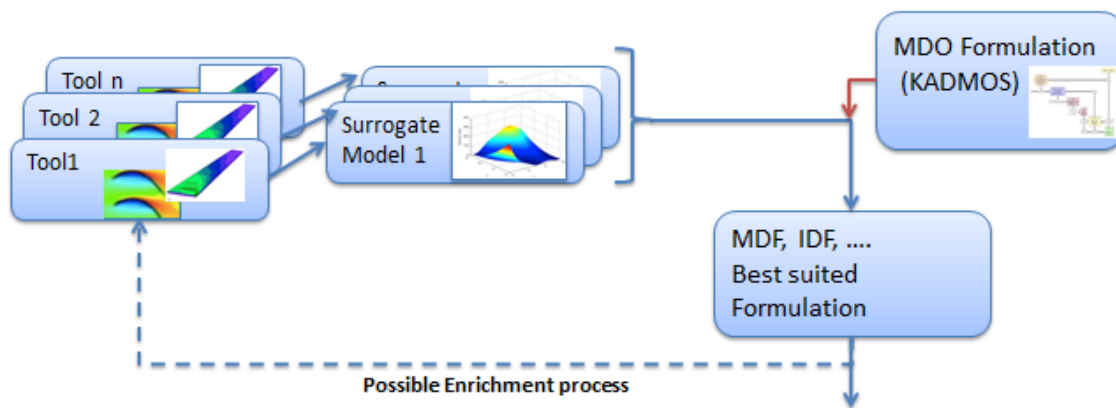 Tool n
Tool 2
Tool1
Surrogate
Model 1
MDO Formulation
(KADMOS)
MDF, IDF, ....
Best suited
Formulation
Possible Enrichment process